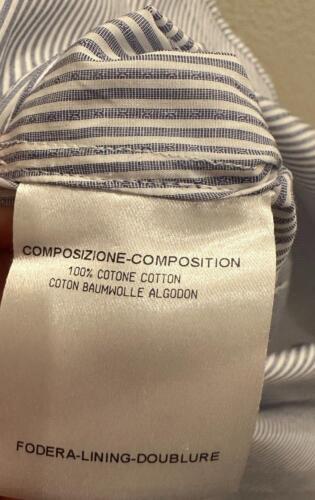 COMPOSIZIONE-COMPOSITION
100% COTONE COTTON
COTON BAUMWOLLE ALGODON
FODERA-LINING-DOUBLURE